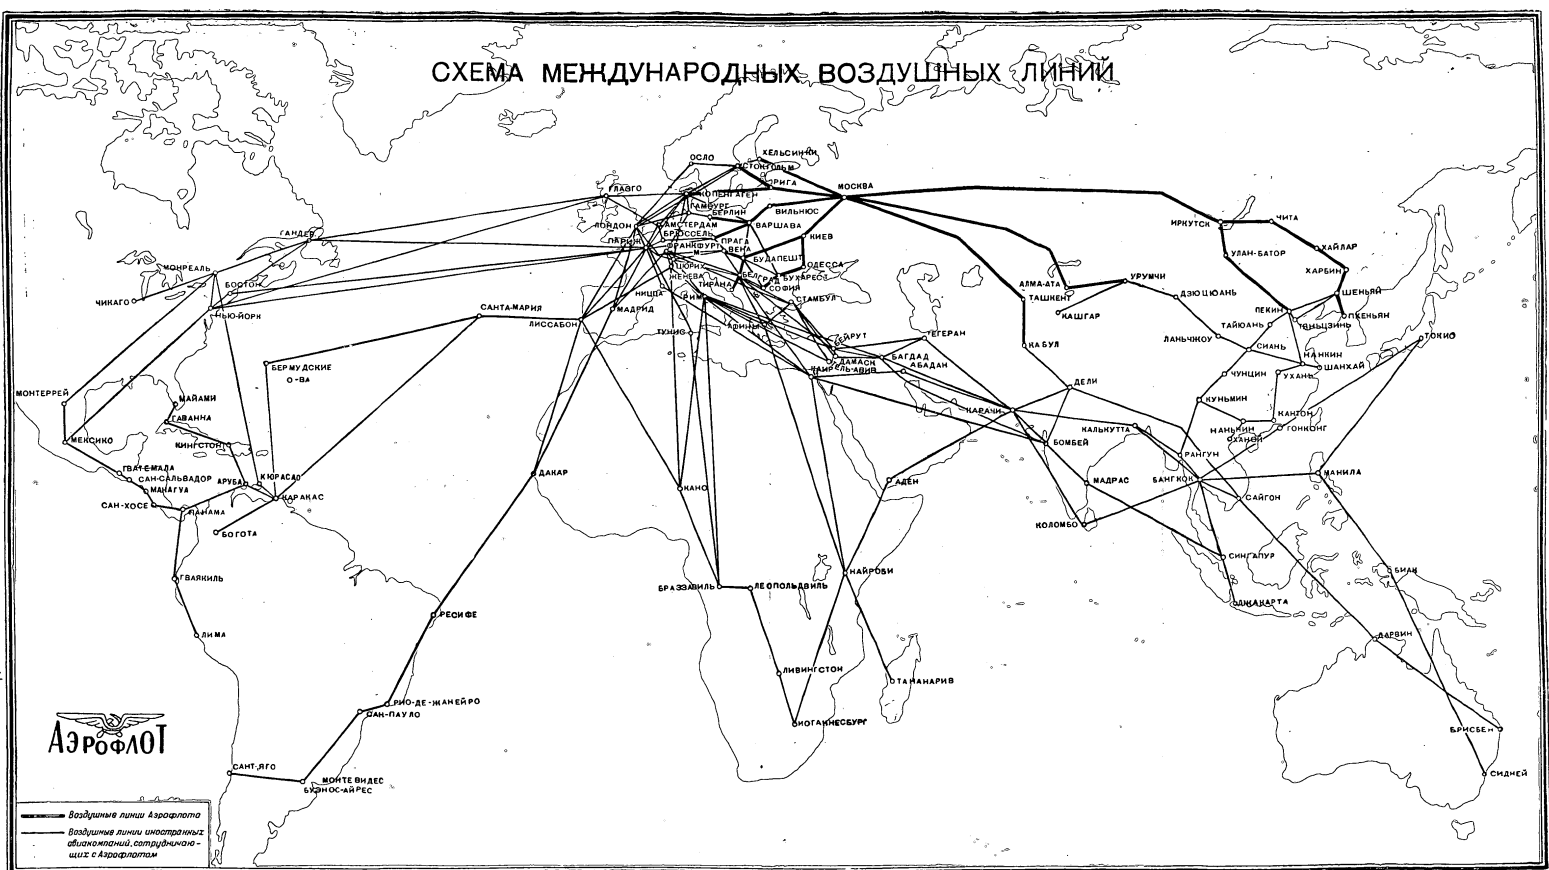 СХЕМА МЕЖДУНАРОДНЫХ ВОЗДУШНЫХ ЛИНИЙ
ОСЛО
ХЕЛЬСИНКИ
СТОКГОЛЬМ
РИГА
МОСКВА
ГЛАЗГО
КОПЕНГАГЕН
ГАМБУРГ
БЕРЛИН
ВИЛЬНЮС
ЛОНДОН
АМСТЕРДАМ
ВАРШАВА
БРЮССЕЛЬ
КИЕВ
ПАРИЖ
ФРАНКФУРТ
М
ПРАГА
ВЕНА
БУДАПЕШТ
ОДЕССА
ЦЮРИХ
ЖЕНЕВА
БЕЛГРАД
БУХАРЕСТ
ТИРАНА
СОФИЯ
НИЦЦА
РИМ
СТАМБУЛ
МАДРИД
ЛИССАБОН
ТУНИС
АФИНЫ
БЕЙРУТ
ТЕГЕРАН
ДАМАСК
БАГДАД
АБАДАН
КАИР
ТЕЛЬ-АВИВ
ГАНДЕР
МОНРЕАЛЬ
БОСТОН
ЧИКАГО
НЬЮ-ЙОРК
САНТА-МАРИЯ
БЕРМУДСКИЕ
О-ВА
МОНТЕРРЕЙ
МАЙАМИ
ГАВАННА
МЕКСИКО
КИНГСТОН
ГВАТЕМАЛА
САН-САЛЬВАДОР
МАНАГУА
САН-ХОСЕ
АРУБА
КЮРАСАО
КАРАКАС
ПАНАМА
БОГОТА
ГВАЯКИЛЬ
ЛИМА
РЕСИФЕ
РИО-ДЕ-ЖАНЕЙРО
САН-ПАУЛО
САНТ-ЯГО
МОНТЕВИДЕО
БУЭНОС-АЙРЕС
ДАКАР
КАНО
АДЕН
БРАЗЗАВИЛЬ
ЛЕОПОЛЬДВИЛЬ
НАЙРОБИ
ЛИВИНГСТОН
ТАНАНАРИВ
ИОГАННЕСБУРГ
ИРКУТСК
ЧИТА
УЛАН-БАТОР
ХАЙЛАР
ХАРБИН
АЛМА-АТА
УРУМЧИ
ТАШКЕНТ
КАШГАР
ДЗЮЦЮАНЬ
ПЕКИН
ШЕНЬЯН
ПХЕНЬЯН
ТЯНЬЦЗИНЬ
ТАЙЮАНЬ
ЛАНЬЧЖОУ
СИАНЬ
НАНКИН
ШАНХАЙ
ТОКИО
КАБУЛ
ДЕЛИ
ЧУНЦИН
УХАНЬ
КУНЬМИН
КАНТОН
ГОНКОНГ
НАНЬНИН
ХАНОЙ
КАРАЧИ
КАЛЬКУТТА
БОМБЕЙ
РАНГУН
БАНГКОК
МАНИЛА
МАДРАС
САЙГОН
КОЛОМБО
СИНГАПУР
ДЖАКАРТА
БИАК
ДАРВИН
БРИСБЕН
СИДНЕЙ
АЭРОФЛОТ
Воздушные линии Аэрофлота
Воздушные линии иностранных
авиакомпаний, сотруднича-
щих с Аэрофлотом